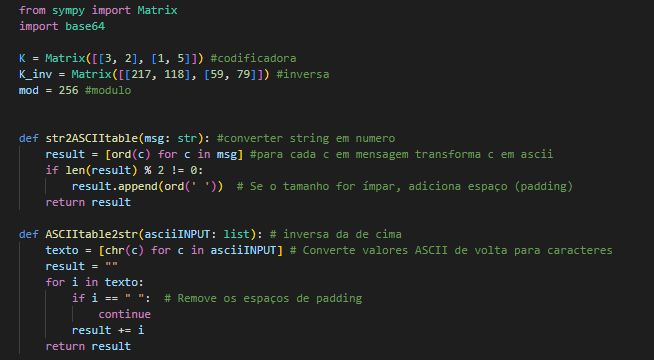 from sympy import Matrix
import base64
K = Matrix([[3, 2], [1, 5]]) #codificadora
K_inv = Matrix([[217, 118], [59, 79]]) #inversa
mod = 256 #modulo
def str2ASCIItable(msg: str): #converter string em numero
    result = [ord(c) for c in msg] #para cada c em mensagem transforma c em ascii
    if len(result) % 2 != 0:
        result.append(ord(' '))  # Se o tamanho for ímpar, adiciona espaço (padding)
    return result
def ASCIItable2str(asciiINPUT: list): # inversa da de cima
    texto = [chr(c) for c in asciiINPUT] # Converte valores ASCII de volta para caracteres
    result = ""
    for i in texto:
        if i == " ":  # Remove os espaços de padding
            continue
        result += i
    return result